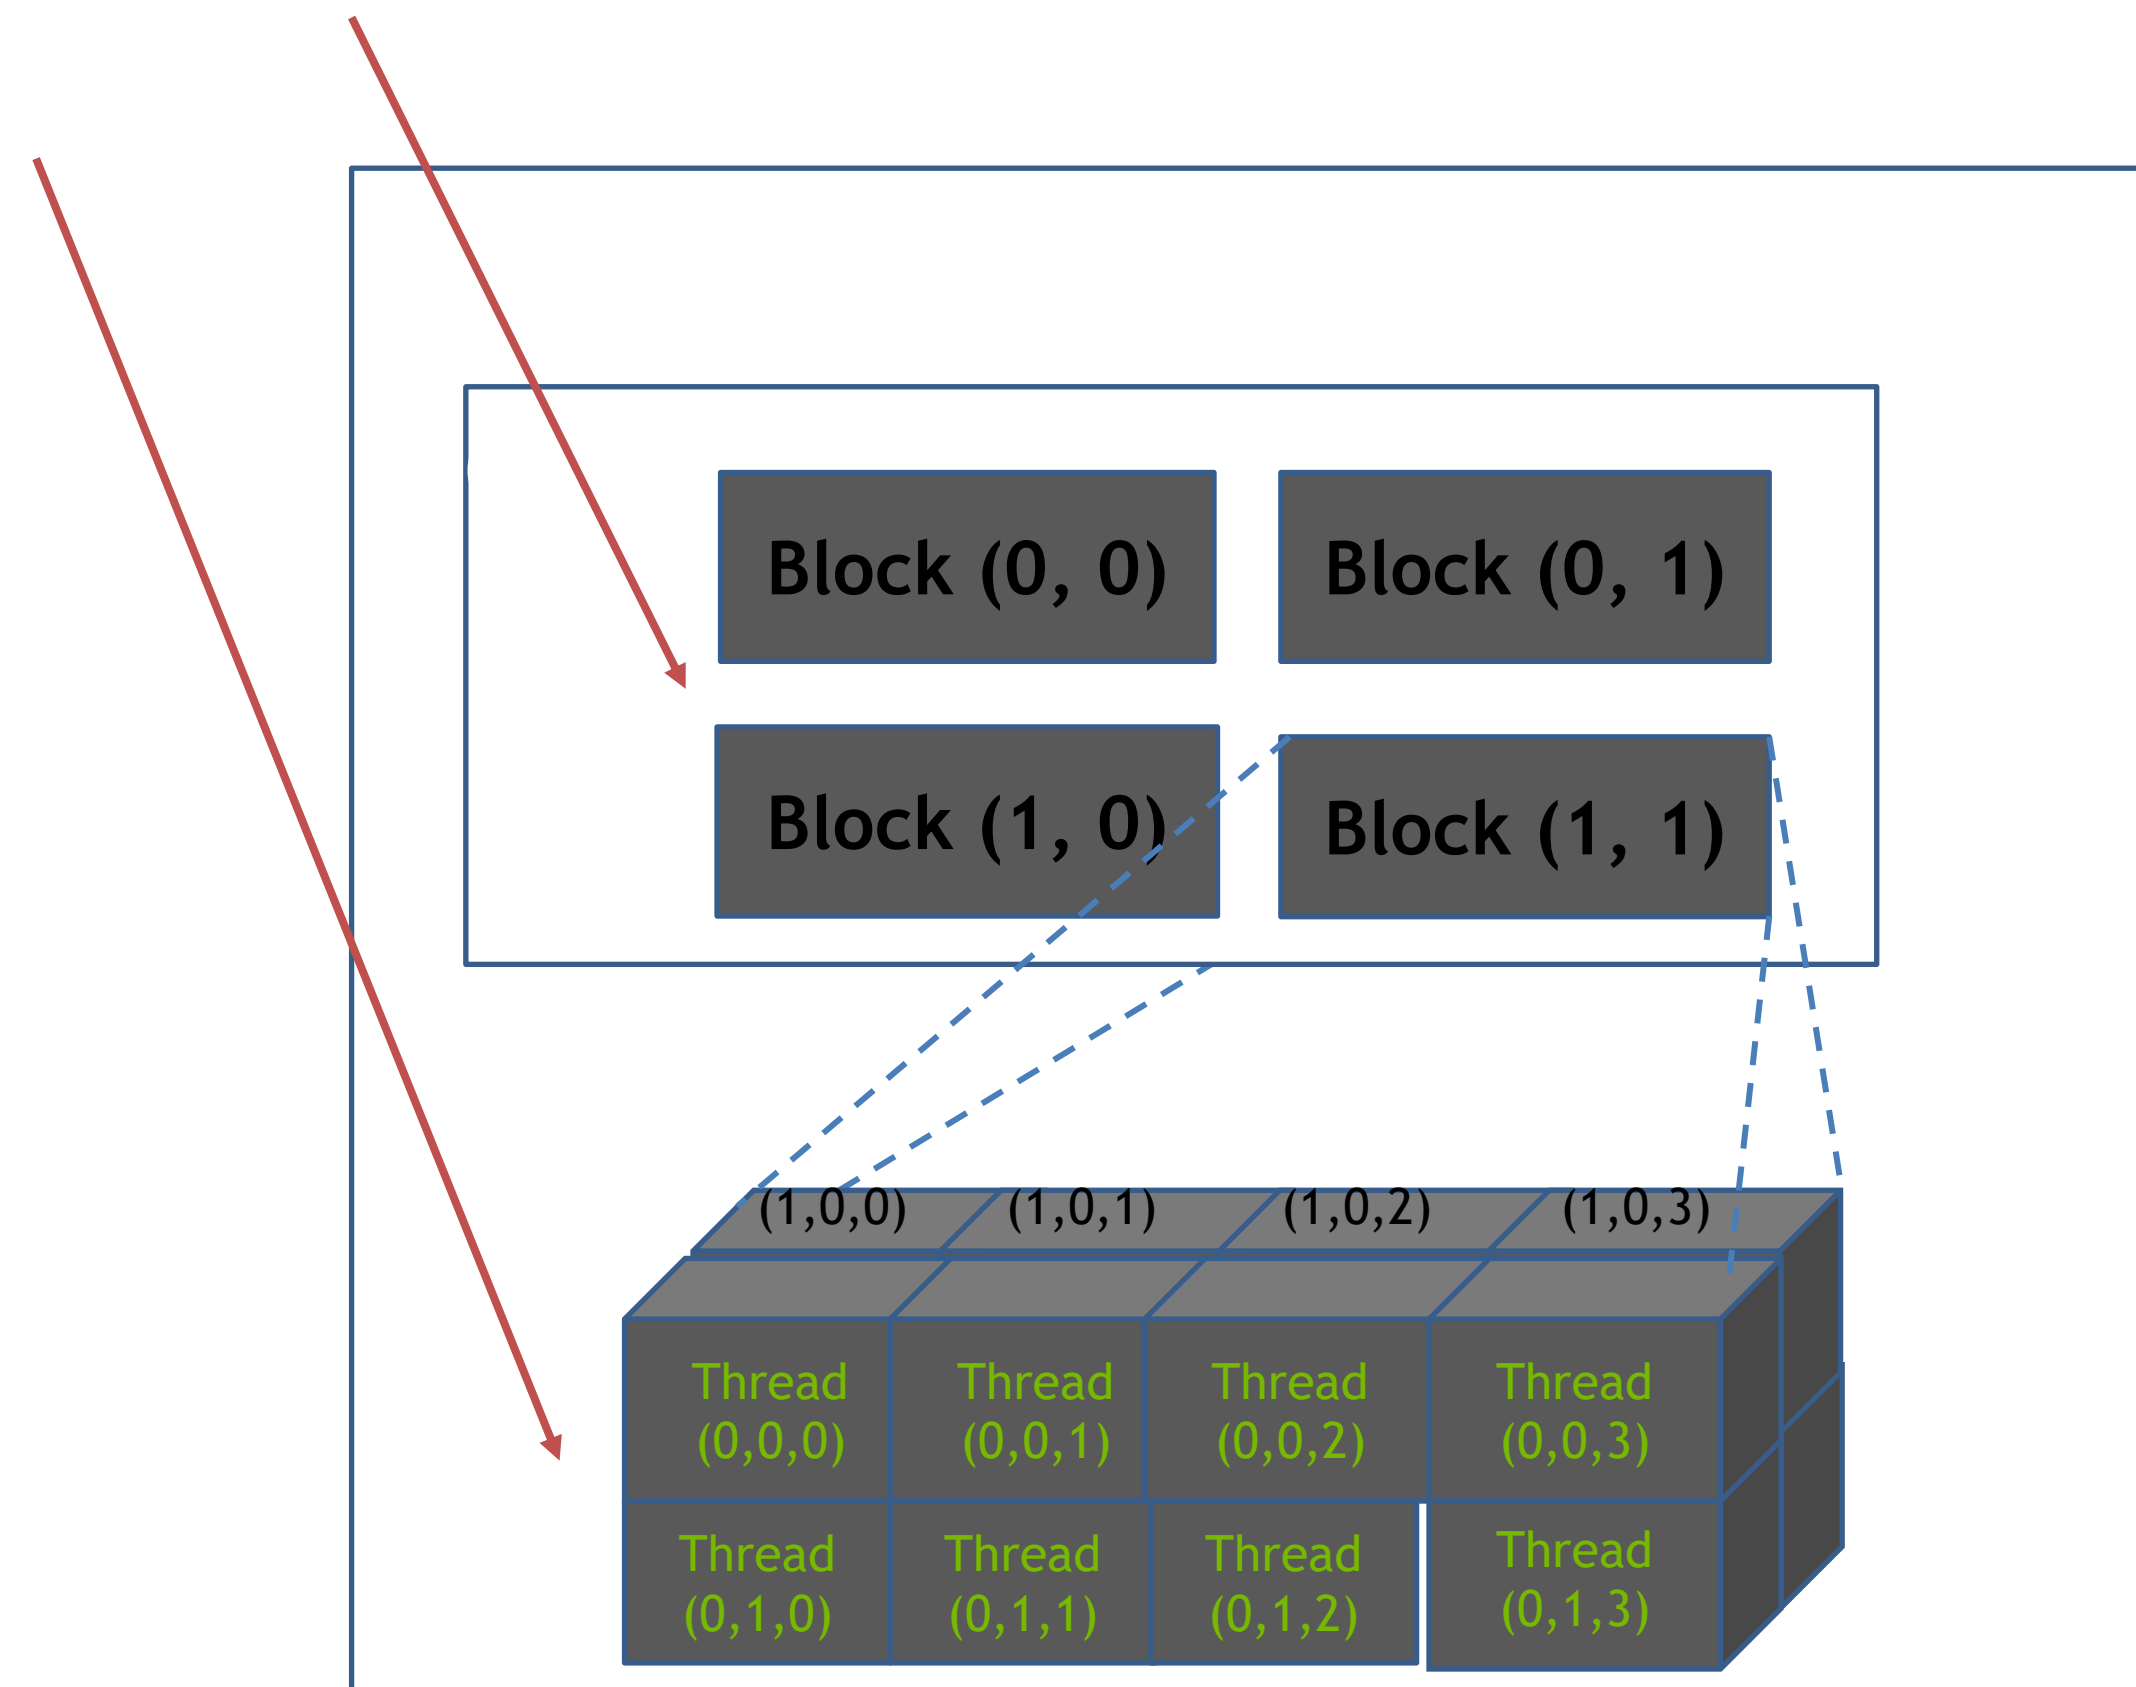 Block (0, 0) Block (0, 1)
Block (1, 0) Block (1, 1)
(1,0,0) (1,0,1) (1,0,2) (1,0,3)
Thread Thread Thread Thread
(0,0,0) (0,0,1) (0,0,2) (0,0,3)
Thread Thread Thread Thread
(0,1,0) (0,1,1) (0,1,2) (0,1,3)